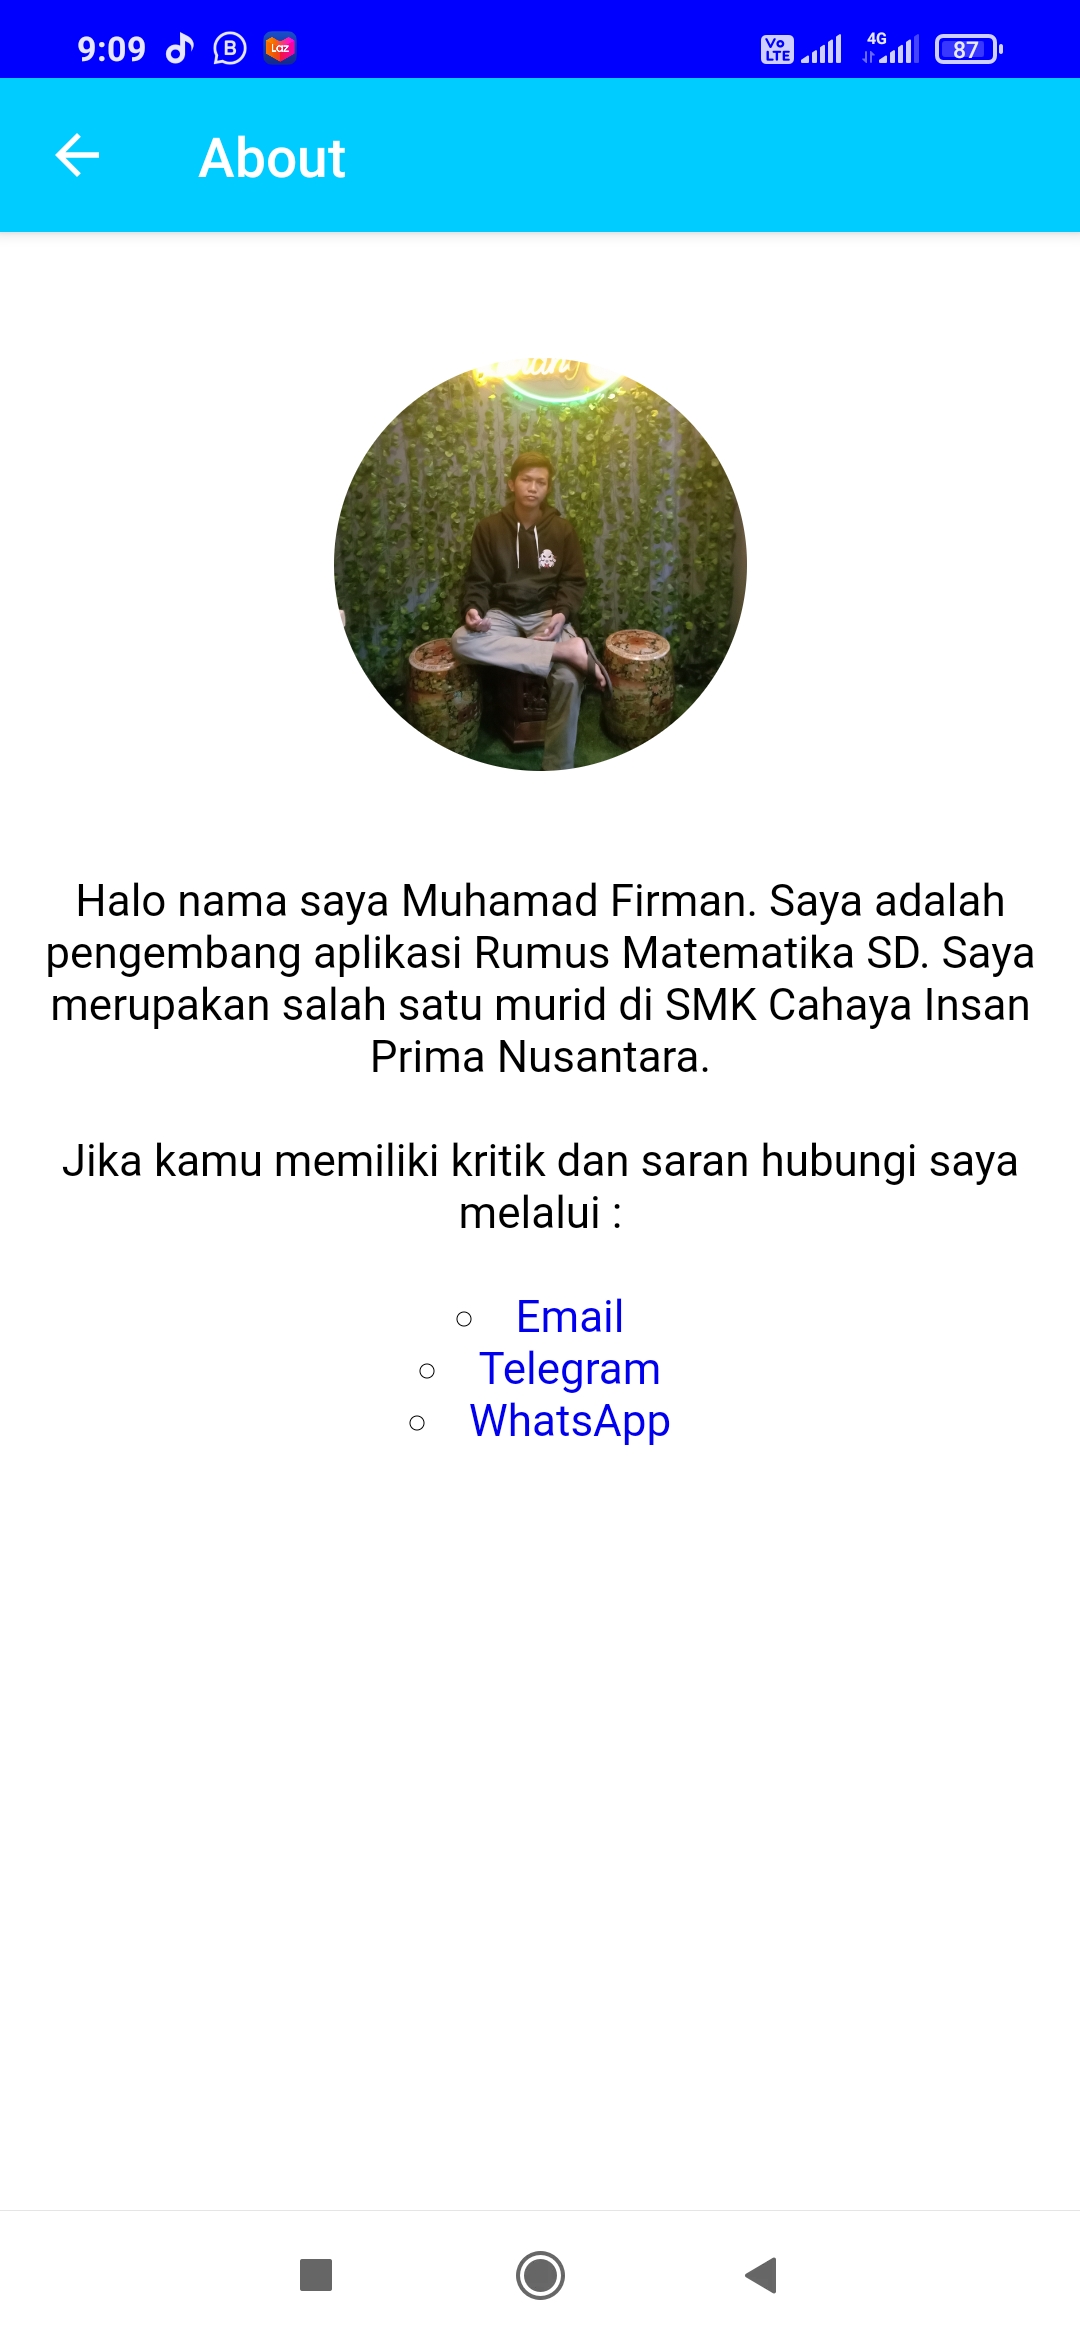 9:09
B
Laz
Vo
LTE
4G
87
About
Halo nama saya Muhamad Firman. Saya adalah
pengembang aplikasi Rumus Matematika SD. Saya
merupakan salah satu murid di SMK Cahaya Insan
Prima Nusantara.
Jika kamu memiliki kritik dan saran hubungi saya
melalui :
Email
Telegram
WhatsApp